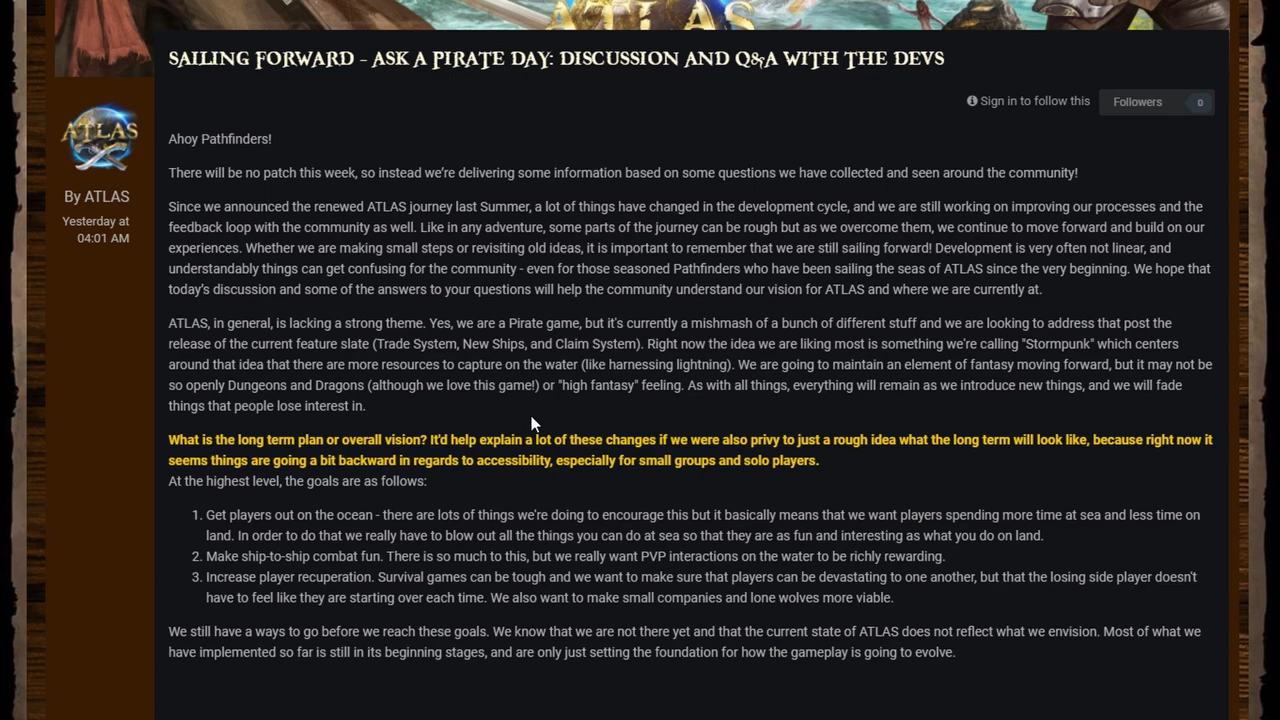 ATLAS
SAILING FORWARD - ASK A PIRATE DAY: DISCUSSION AND Q&A WITH THE DEVS
Sign in to follow this
Followers 0
ATLAS
By ATLAS
Yesterday at
04:01 AM
Ahoy Pathfinders!
There will be no patch this week, so instead we're delivering some information based on some questions we have collected and seen around the community!
Since we announced the renewed ATLAS journey last Summer, a lot of things have changed in the development cycle, and we are still working on improving our processes and the
feedback loop with the community as well. Like in any adventure, some parts of the journey can be rough but as we overcome them, we continue to move forward and build on our
experiences. Whether we are making small steps or revisiting old ideas, it is important to remember that we are still sailing forward! Development is very often not linear, and
understandably things can get confusing for the community - even for those seasoned Pathfinders who have been sailing the seas of ATLAS since the very beginning. We hope that
today's discussion and some of the answers to your questions will help the community understand our vision for ATLAS and where we are currently at.
ATLAS, in general, is lacking a strong theme. Yes, we are a Pirate game, but it's currently a mishmash of a bunch of different stuff and we are looking to address that post the
release of the current feature slate (Trade System, New Ships, and Claim System). Right now the idea we are liking most is something we're calling "Stormpunk" which centers
around that idea that there are more resources to capture on the water (like harnessing lightning). We are going to maintain an element of fantasy moving forward, but it may not be
so openly Dungeons and Dragons (although we love this game!) or "high fantasy" feeling. As with all things, everything will remain as we introduce new things, and we will fade
things that people lose interest in.
What is the long term plan or overall vision? It'd help explain a lot of these changes if we were also privy to just a rough idea what the long term will look like, because right now it
seems things are going a bit backward in regards to accessibility, especially for small groups and solo players.
At the highest level, the goals are as follows:
1. Get players out on the ocean - there are lots of things we're doing to encourage this but it basically means that we want players spending more time at sea and less time on
land. In order to do that we really have to blow out all the things you can do at sea so that they are as fun and interesting as what you do on land.
2. Make ship-to-ship combat fun. There is so much to this, but we really want PVP interactions on the water to be richly rewarding.
3. Increase player recuperation. Survival games can be tough and we want to make sure that players can be devastating to one another, but that the losing side player doesn't
have to feel like they are starting over each time. We also want to make small companies and lone wolves more viable.
We still have a ways to go before we reach these goals. We know that we are not there yet and that the current state of ATLAS does not reflect what we envision. Most of what we
have implemented so far is still in its beginning stages, and are only just setting the foundation for how the gameplay is going to evolve.